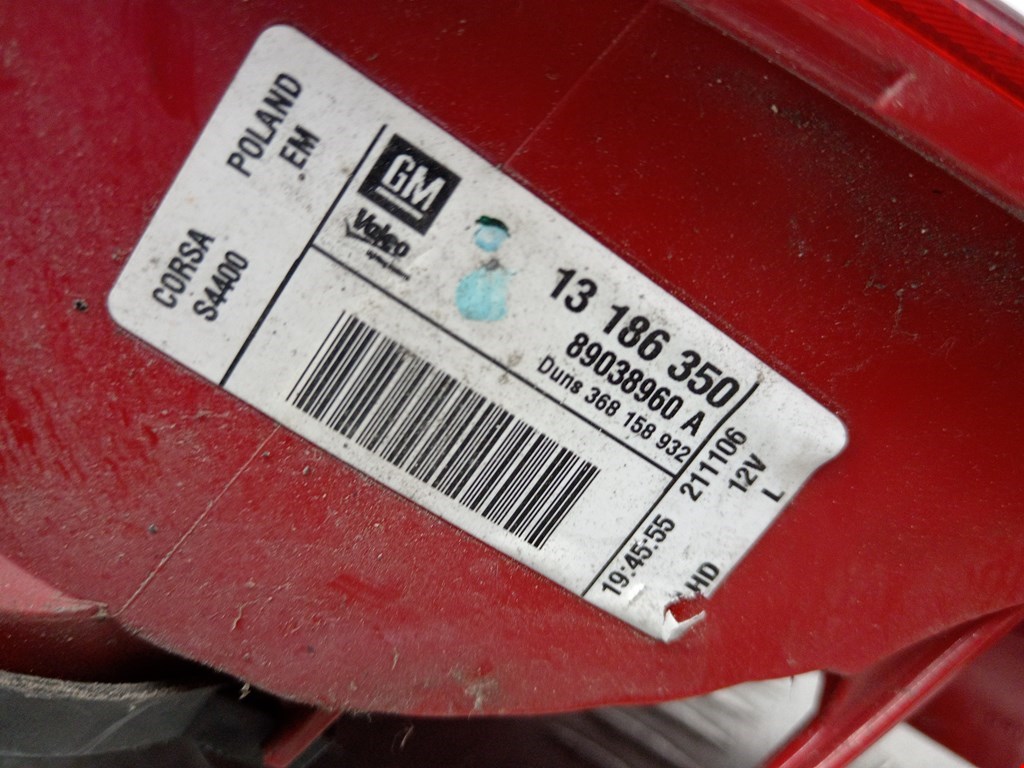 POLAND
.EM
CORSA
S4400
GM
Valeo
13 186 350
89038960 A
Duns 368 158 932
211106
12V
L
19:45:55
HD